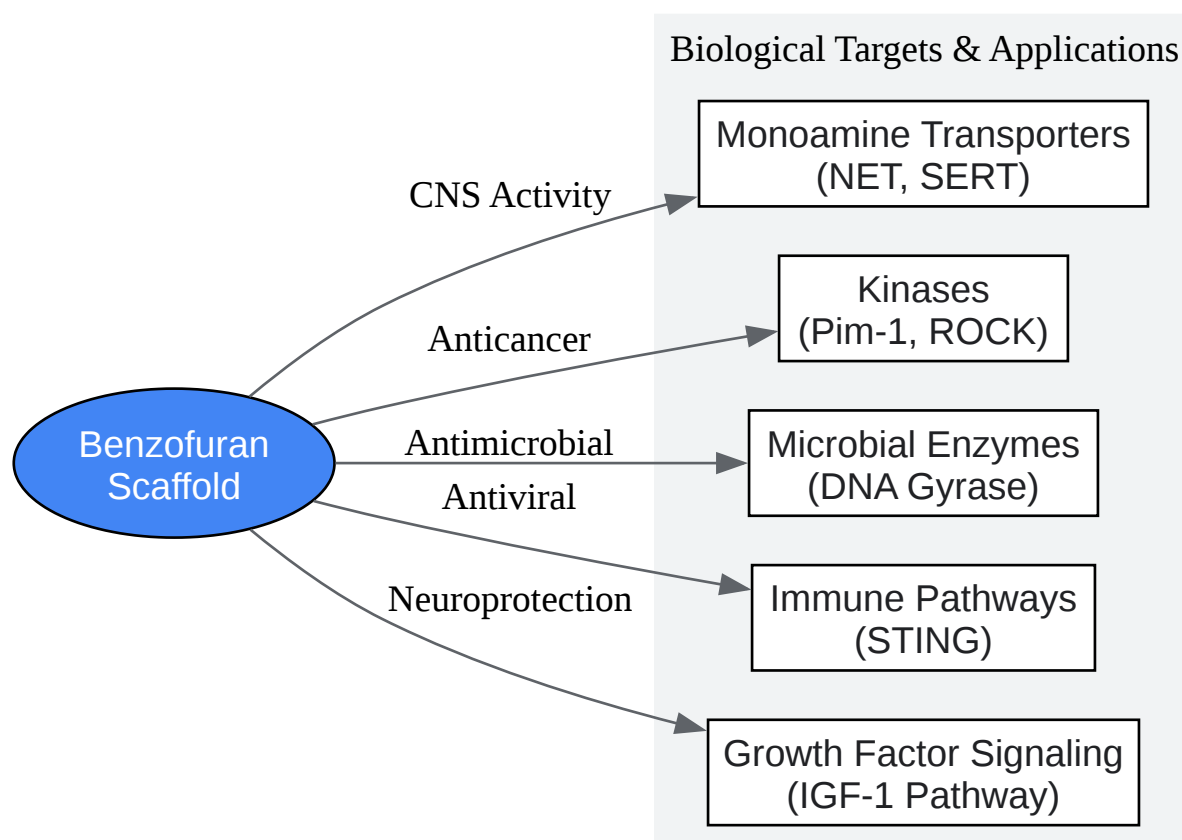 Biological Targets & Applications
Monoamine Transporters
(NET, SERT)
CNS Activity
Kinases
(Pim-1, ROCK)
Anticancer
Benzofuran
Scaffold
Antimicrobial
Microbial Enzymes
(DNA Gyrase)
Antiviral
Immune Pathways
(STING)
Neuroprotection
Growth Factor Signaling
(IGF-1 Pathway)